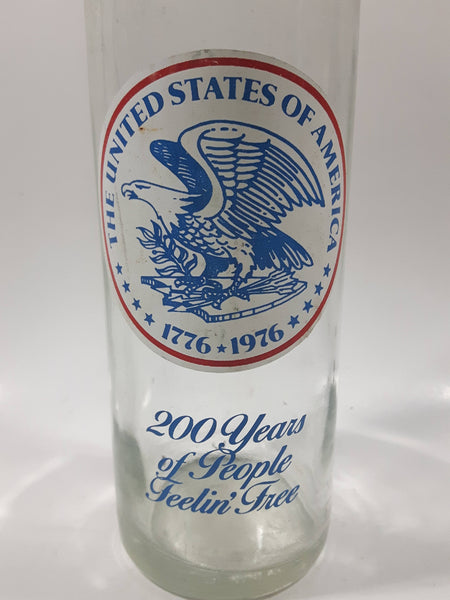 THE UNITED STATES OF AMERICA
1776 ★ 1976
200 Years
of People
Feelin' Free